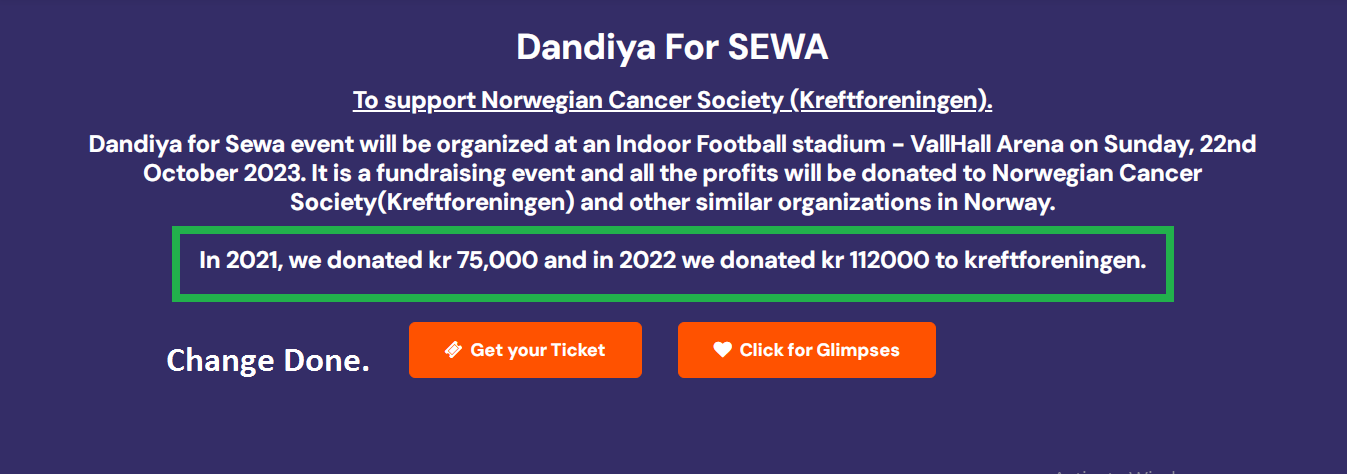 Dandiya For SEWA
To support Norwegian Cancer Society (Kreftforeningen).
Dandiya for Sewa event will be organized at an Indoor Football stadium – VallHall Arena on Sunday, 22nd
October 2023. It is a fundraising event and all the profits will be donated to Norwegian Cancer
Society(Kreftforeningen) and other similar organizations in Norway.
In 2021, we donated kr 75,000 and in 2022 we donated kr 112000 to kreftforeningen.
Change Done.
Get your Ticket
Click for Glimpses